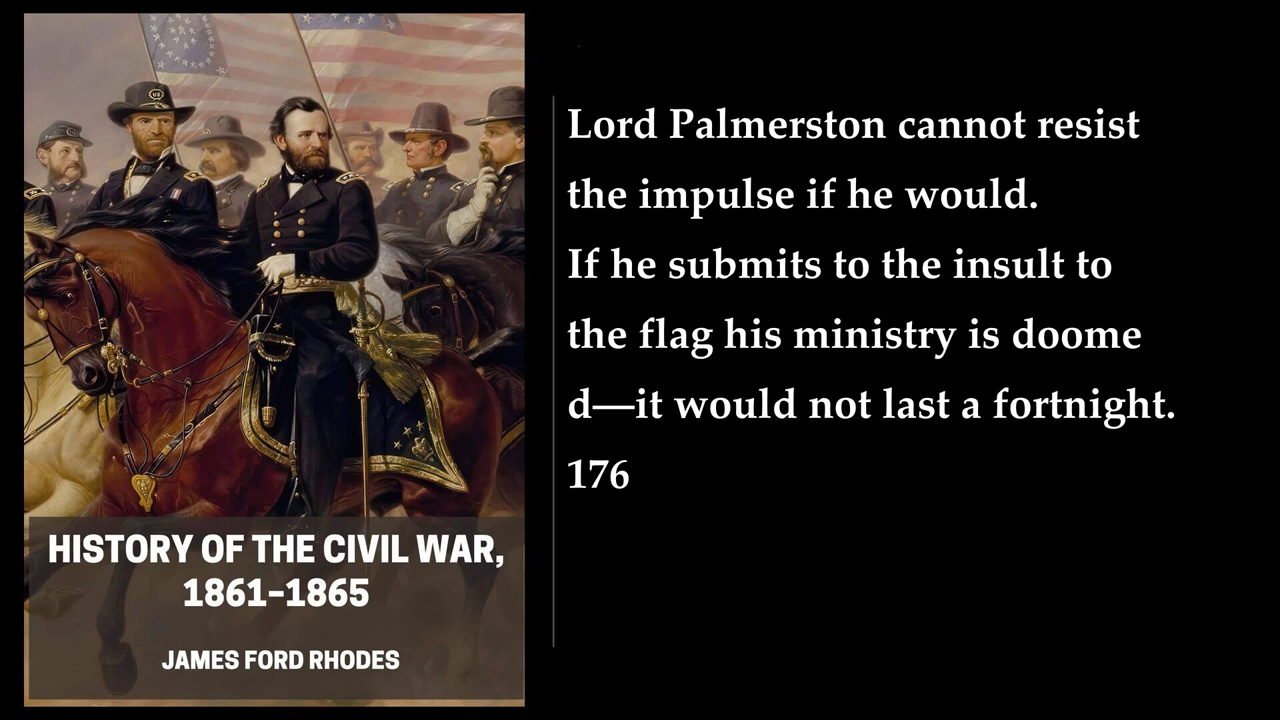 HISTORY OF THE CIVIL WAR,
1861–1865
JAMES FORD RHODES
Lord Palmerston cannot resist
the impulse if he would.
If he submits to the insult to
the flag his ministry is doome
d—it would not last a fortnight.
176